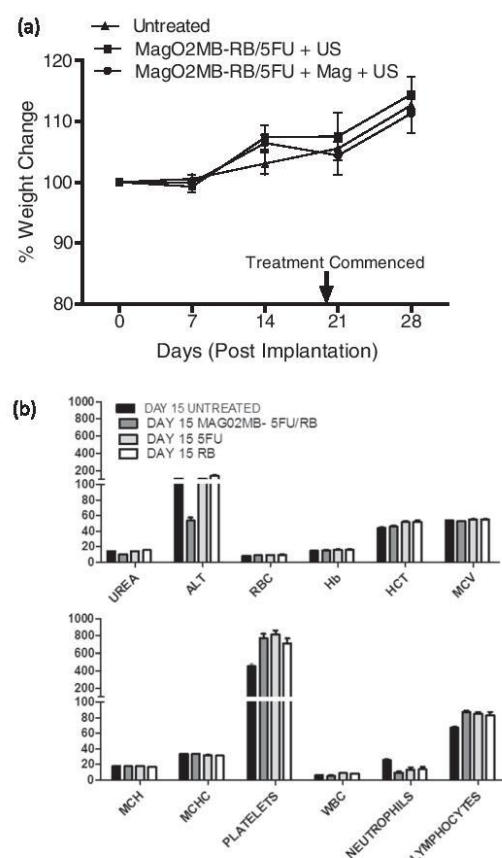 (a)
Untreated
MagO2MB-RB/5FU + US
MagO2MB-RB/5FU + Mag + US
% Weight Change
120
110
100
90
80
Treatment Commenced
0 7 14 21 28
Days (Post Implantation)
(b)
DAY 15 UNTREATED
DAY 15 MAG02MB- 5FU/RB
DAY 15 5FU
DAY 15 RB
1000
800
600
400
200
100
80
60
40
20
0
UREA ALT RBC Hb HCT MCV
1000
800
600
400
100
80
60
40
20
0
MCH MCHC PLATELETS WBC NEUTROPHILS LYMPHOCYTES